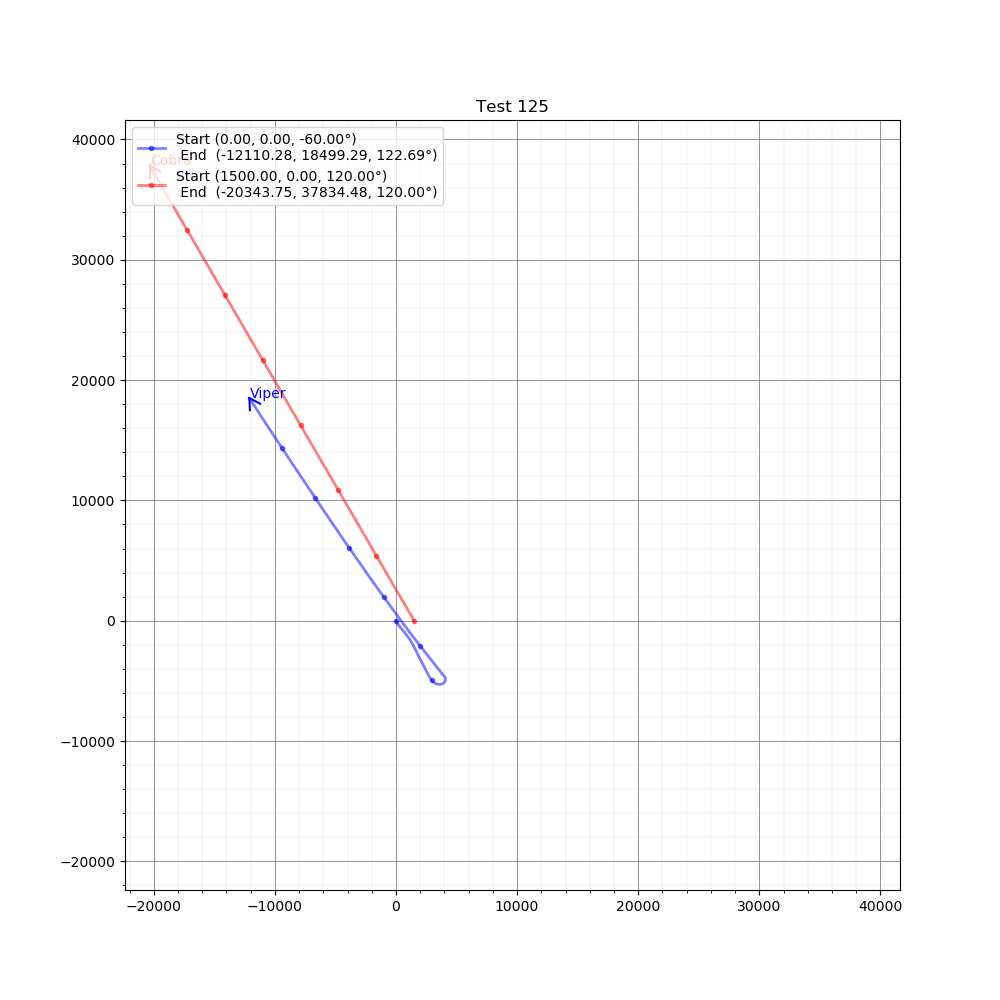 Test 125
Start (0.00, 0.00, -60.00°)
End (-12110.28, 18499.29, 122.69°)
Start (1500.00, 0.00, 120.00°)
End (-20343.75, 37834.48, 120.00°)
Cobra
Viper
40000
30000
20000
10000
0
−10000
−20000
−20000 −10000 0 10000 20000 30000 40000